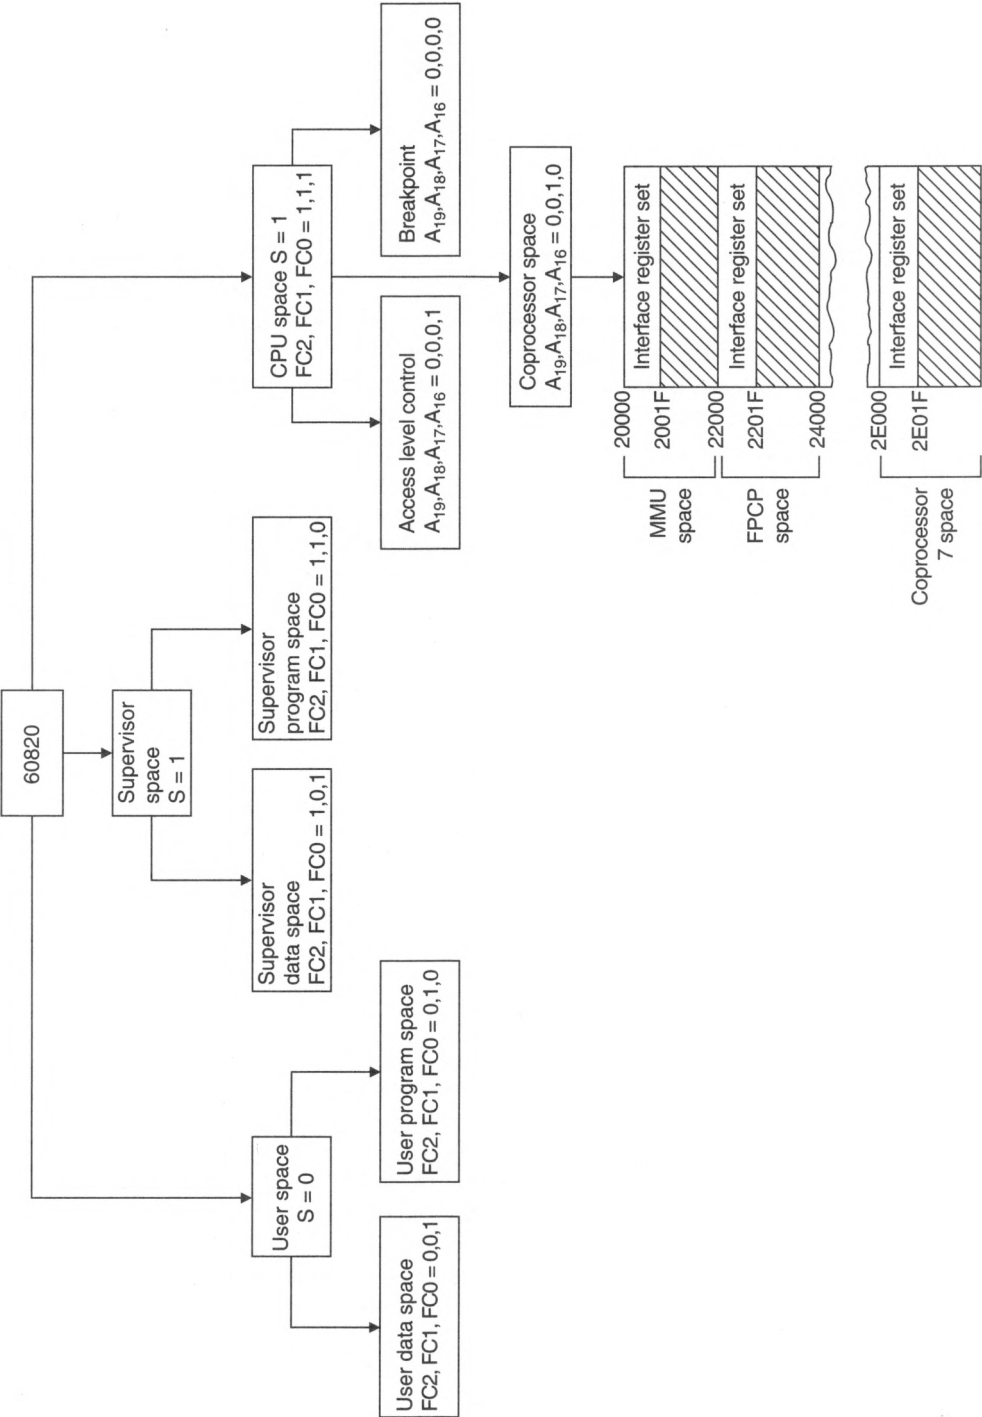 60820
User space
S = 0
User data space
FC2, FC1, FC0 = 0,0,1
User program space
FC2, FC1, FC0 = 0,1,0
Supervisor
space
S = 1
Supervisor
data space
FC2, FC1, FC0 = 1,0,1
Supervisor
program space
FC2, FC1, FC0 = 1,1,0
CPU space S = 1
FC2, FC1, FC0 = 1,1,1
Access level control
A19,A18,A17,A16 = 0,0,0,1
Breakpoint
A19,A18,A17,A16 = 0,0,0,0
Coprocessor space
A19,A18,A17,A16 = 0,0,1,0
MMU
space
20000
Interface register set
2001F
22000
FPCP
space
Interface register set
2201F
24000
Coprocessor
7 space
2E000
Interface register set
2E01F